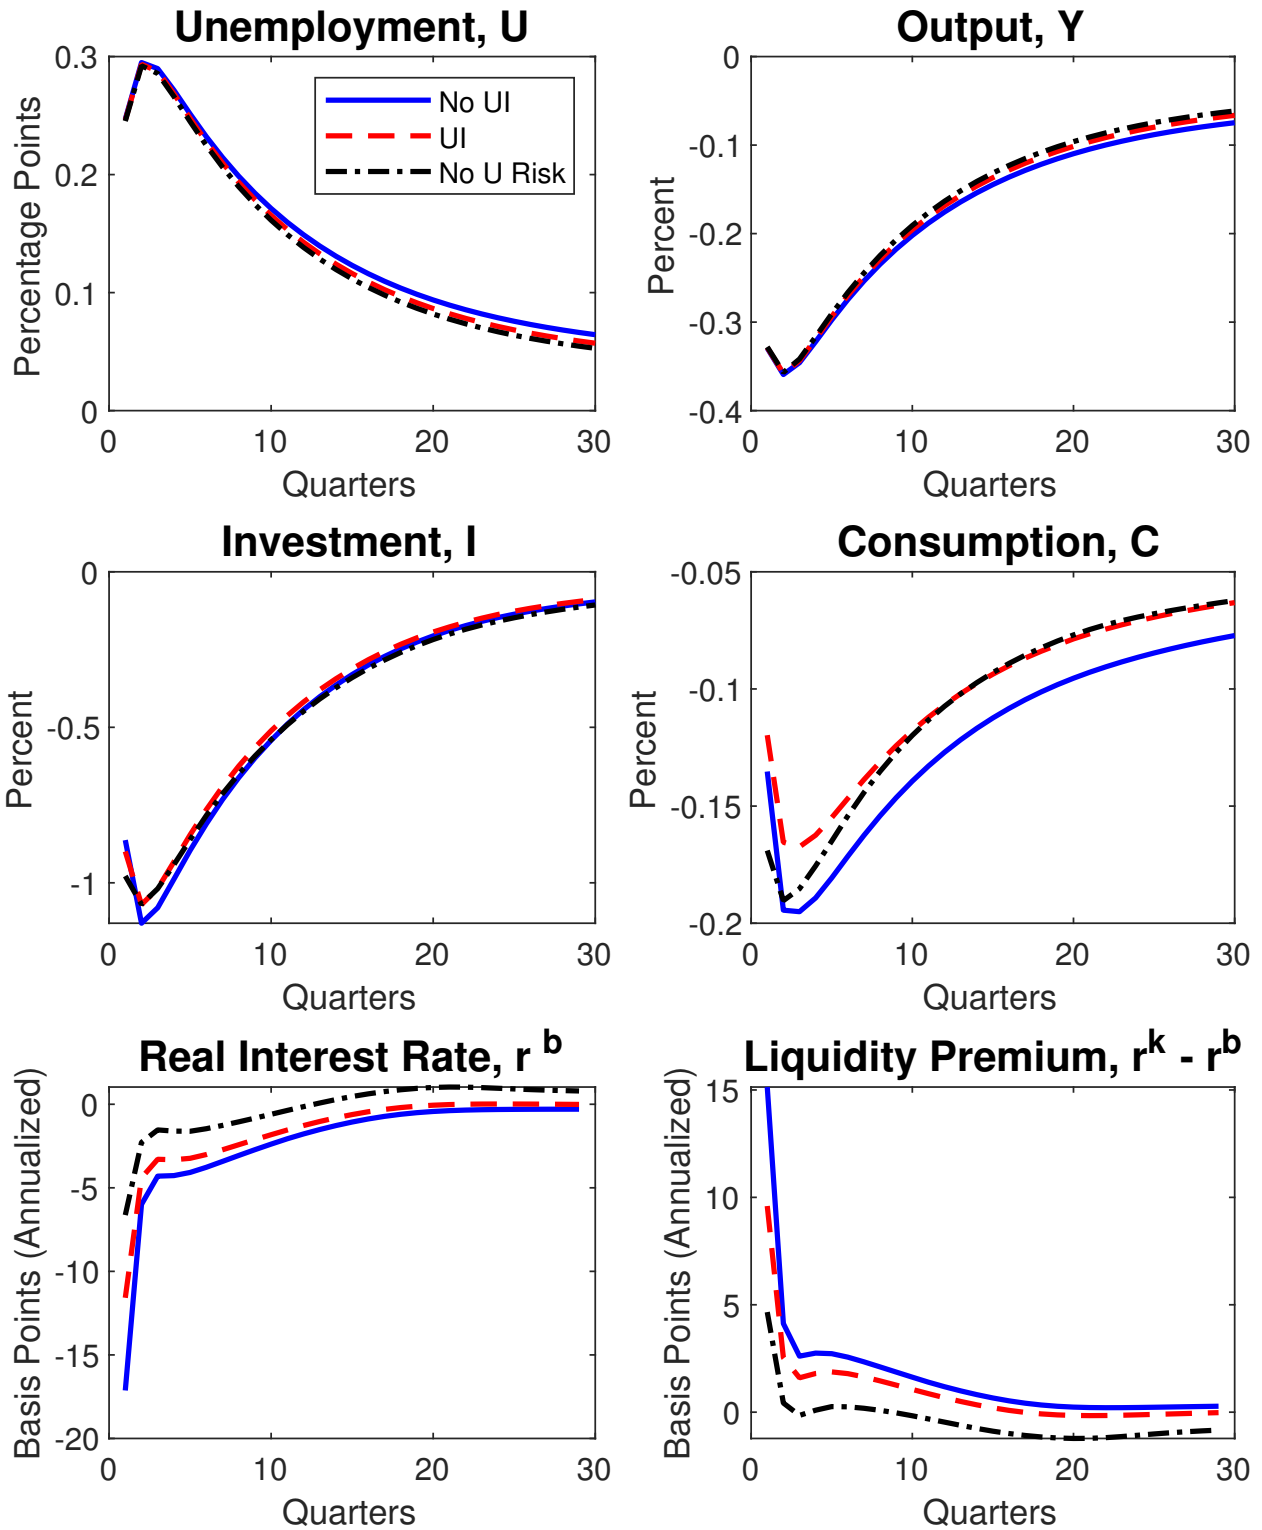 Unemployment, U
Percentage Points
0.3
0.2
0.1
0
0
10
20
30
Quarters
No UI
UI
No U Risk
Output, Y
Percent
0
-0.1
-0.2
-0.3
-0.4
0
10
20
30
Quarters
Investment, I
Percent
0
-0.5
-1
0
10
20
30
Quarters
Consumption, C
Percent
-0.05
-0.1
-0.15
-0.2
0
10
20
30
Quarters
Real Interest Rate, r b
Basis Points (Annualized)
0
-5
-10
-15
-20
0
10
20
30
Quarters
Liquidity Premium, rk - rb
Basis Points (Annualized)
15
10
5
0
0
10
20
30
Quarters